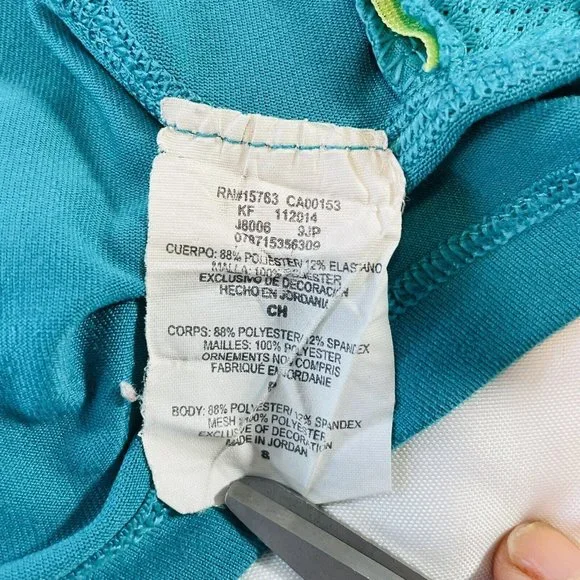 RN#15763 CA00153
KF 112014
J8006 9JP
078715356309
CUERPO: 88% POLIESTER/12% ELASTANO
MALLA: 100% POLIESTER
EXCLUSIVO DE DECORACION
HECHO EN JORDANIA
CH
CORPS: 88% POLYESTER/12% SPANDEX
MAILLES: 100% POLYESTER
ORNEMENTS NON COMPRIS
FABRIQUÉ EN JORDANIE
BODY: 88% POLYESTER/12% SPANDEX
MESH : 100% POLYESTER
EXCLUSIVE OF DECORATION
MADE IN JORDAN
S